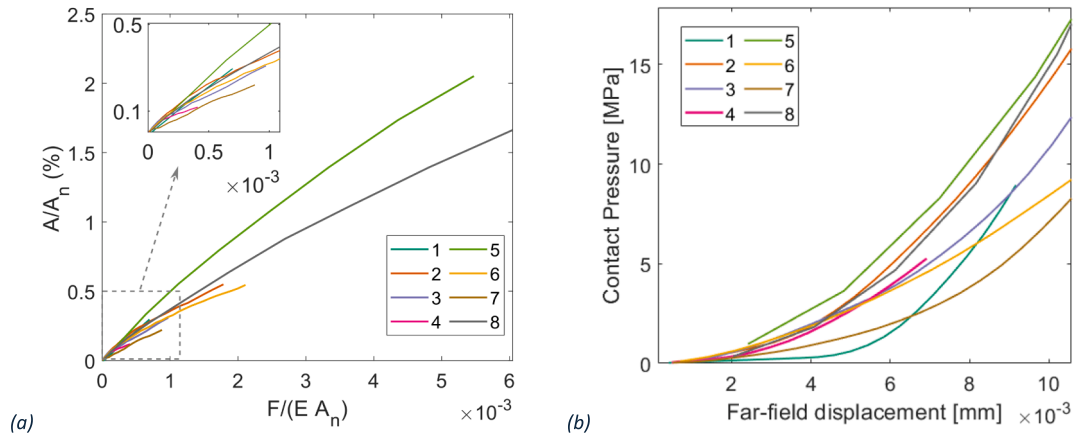 2.5
2
1.5
1
0.5
0
A/Aₙ (%)
0.5
0.1
0 0.5 1
×10⁻³
1 5
2 6
3 7
4 8
0 1 2 3 4 5 6
F/(E Aₙ) ×10⁻³
(a)
15
10
5
0
Contact Pressure [MPa]
1 5
2 6
3 7
4 8
2 4 6 8 10
Far-field displacement [mm] ×10⁻³
(b)